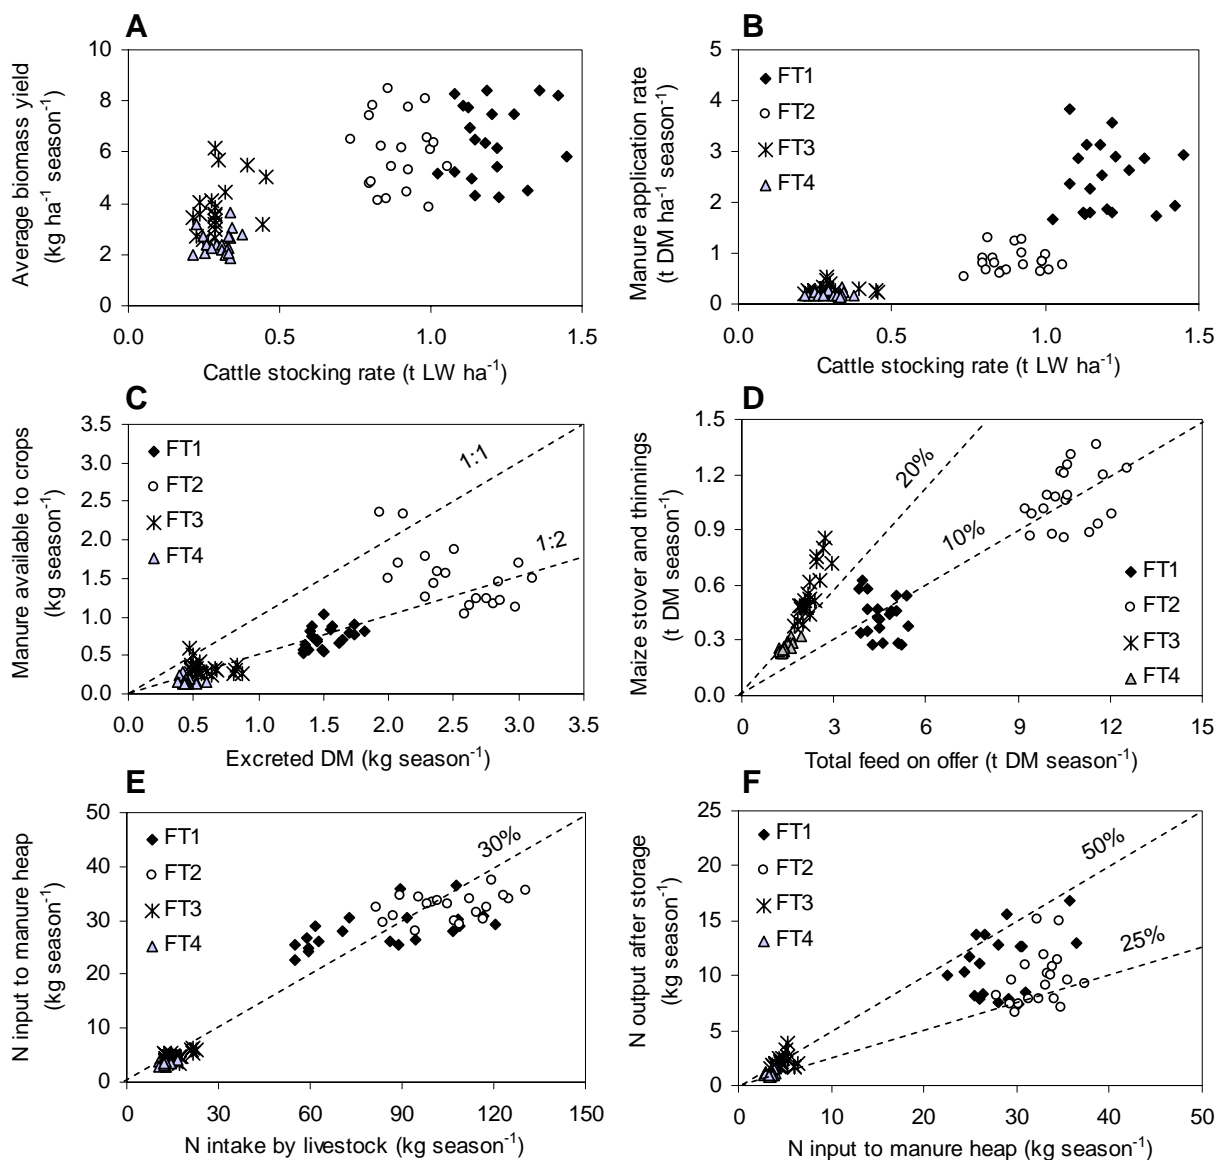 A
Average biomass yield
(kg ha⁻¹ season⁻¹)
10
8
6
4
2
0
0.0 0.5 1.0 1.5
Cattle stocking rate (t LW ha⁻¹)
B
Manure application rate
(t DM ha⁻¹ season⁻¹)
5
4
3
2
1
0
FT1
FT2
FT3
FT4
0.0 0.5 1.0 1.5
Cattle stocking rate (t LW ha⁻¹)
C
Manure available to crops
(kg season⁻¹)
3.5
3.0
2.5
2.0
1.5
1.0
0.5
0.0
FT1
FT2
FT3
FT4
1:1
1:2
0.0 0.5 1.0 1.5 2.0 2.5 3.0 3.5
Excreted DM (kg season⁻¹)
D
Maize stover and thinnings
(t DM season⁻¹)
1.5
1.2
0.9
0.6
0.3
0.0
20%
10%
FT1
FT2
FT3
FT4
0 3 6 9 12 15
Total feed on offer (t DM season⁻¹)
E
N input to manure heap
(kg season⁻¹)
50
40
30
20
10
0
FT1
FT2
FT3
FT4
30%
0 30 60 90 120 150
N intake by livestock (kg season⁻¹)
F
N output after storage
(kg season⁻¹)
25
20
15
10
5
0
FT1
FT2
FT3
FT4
50%
25%
0 10 20 30 40 50
N input to manure heap (kg season⁻¹)